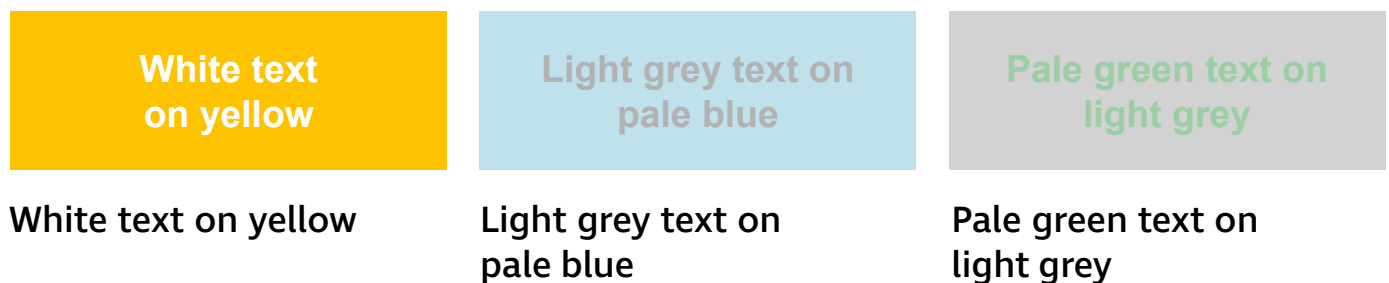 White text
on yellow
Light grey text on
pale blue
Pale green text on
light grey
White text on yellow
Light grey text on
pale blue
Pale green text on
light grey